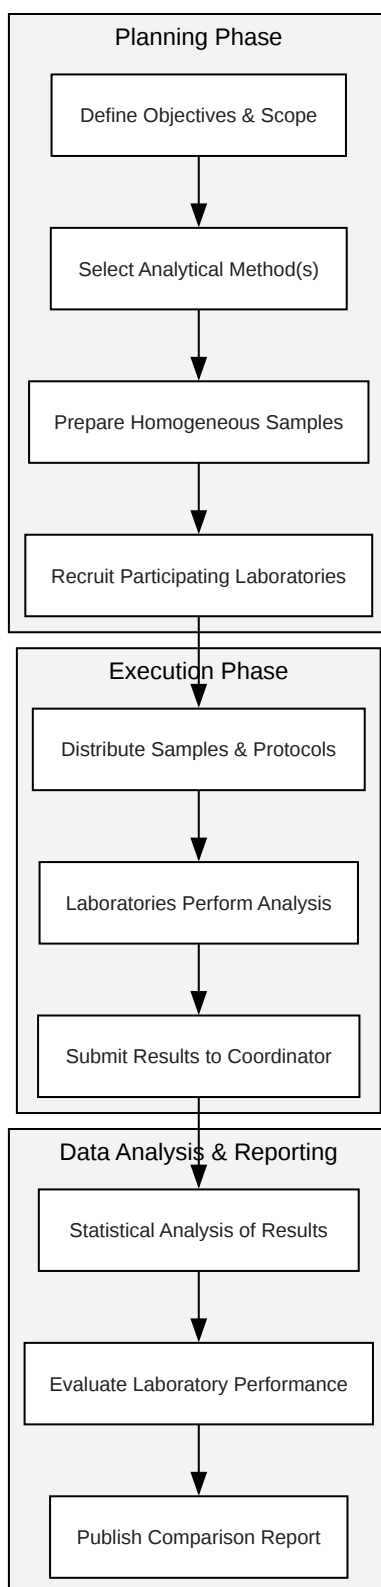 Planning Phase
Define Objectives & Scope
Select Analytical Method(s)
Prepare Homogeneous Samples
Recruit Participating Laboratories
Execution Phase
Distribute Samples & Protocols
Laboratories Perform Analysis
Submit Results to Coordinator
Data Analysis & Reporting
Statistical Analysis of Results
Evaluate Laboratory Performance
Publish Comparison Report